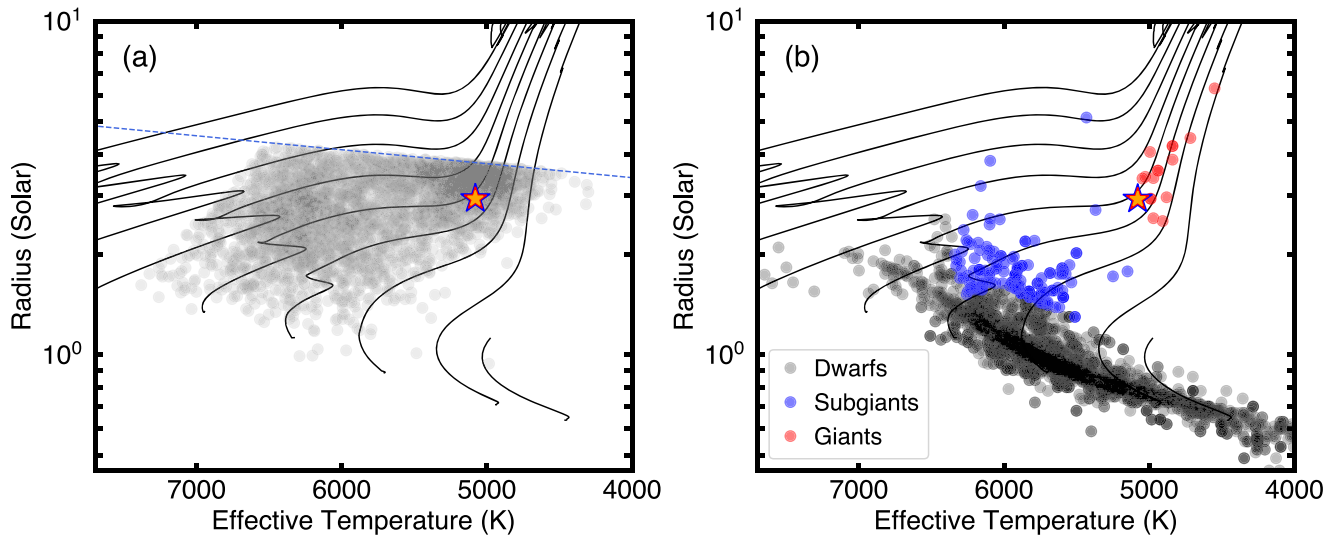 (a)
10¹
10⁰
Radius (Solar)
7000 6000 5000 4000
Effective Temperature (K)
(b)
10¹
10⁰
Radius (Solar)
Dwarfs
Subgiants
Giants
7000 6000 5000 4000
Effective Temperature (K)